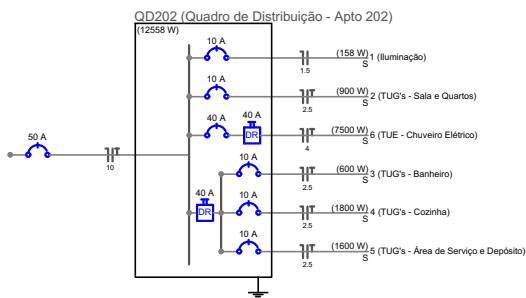 QD202 (Quadro de Distribuição - Apto 202)
(12558 W)
10 A
(158 W)
1 (Iluminação)
S
1.5
10 A
(900 W)
2 (TUG's - Sala e Quartos)
S
2.5
40 A
40 A
DR
(7500 W)
6 (TUE - Chuveiro Elétrico)
S
4
50 A
10
10 A
(600 W)
3 (TUG's - Banheiro)
S
2.5
40 A
DR
10 A
(1800 W)
4 (TUG's - Cozinha)
S
2.5
10 A
(1600 W)
5 (TUG's - Área de Serviço e Depósito)
S
2.5